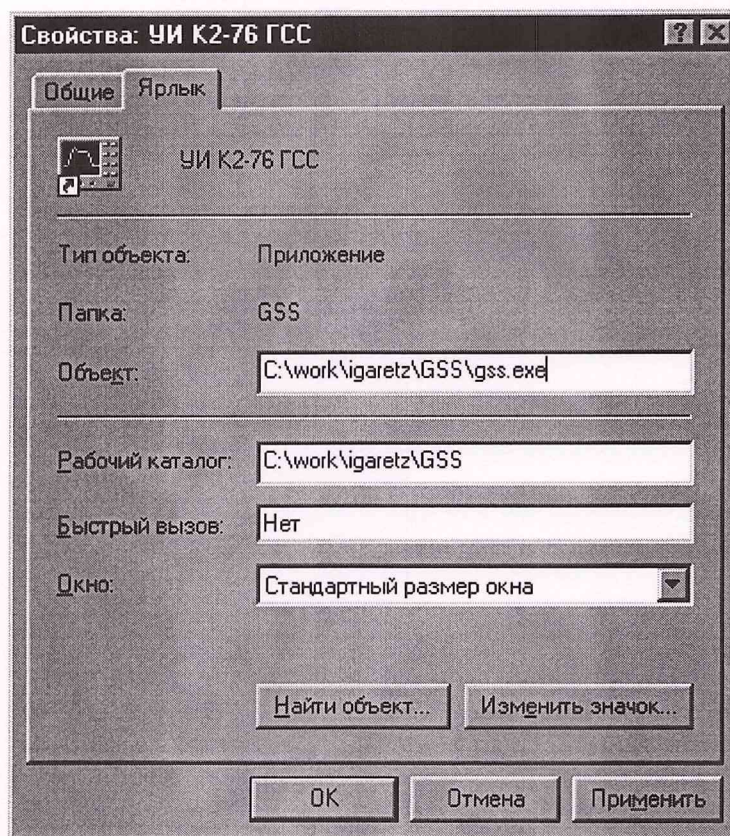 Свойства: УИ К2-76 ГСС
Общие Ярлык
УИ К2-76 ГСС
Тип объекта: Приложение
Папка: GSS
Объект: C:\work\igaretz\GSS\gss.exe
Рабочий каталог: C:\work\igaretz\GSS
Быстрый вызов: Нет
Окно: Стандартный размер окна
Найти объект... Изменить значок...
OK Отмена Применить